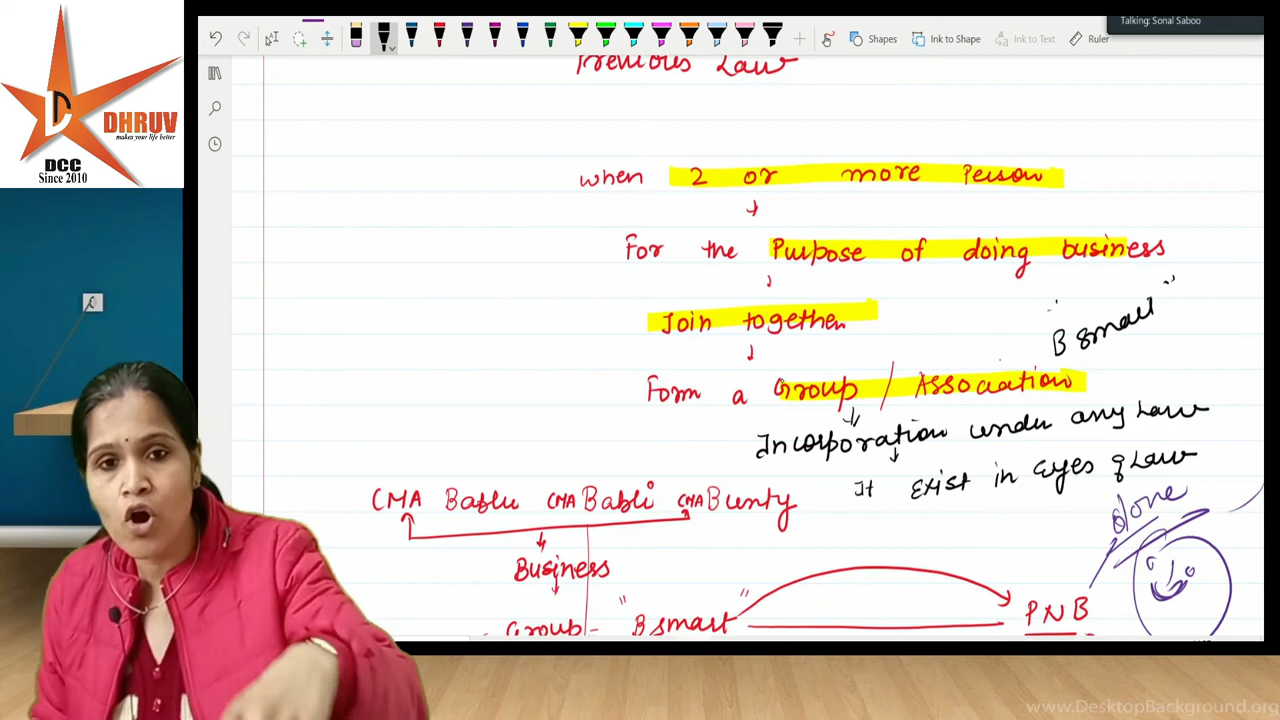 Talking: Sonal Saboo
Shapes
Ink to Shape
Ink to Text
Ruler
DHRUV
makes your life better
DCC
Since 2010
Previous Law
when 2 or more Person
For the Purpose of doing business
Join together
"B smart"
Form a Group / Association
Incorporation under any Law
It Exist in Eyes of Law
CMA Bablu CMA Babli CMA Bunty
alone
Business
Group - "B smart"
PNB
www.DesktopBackground.org